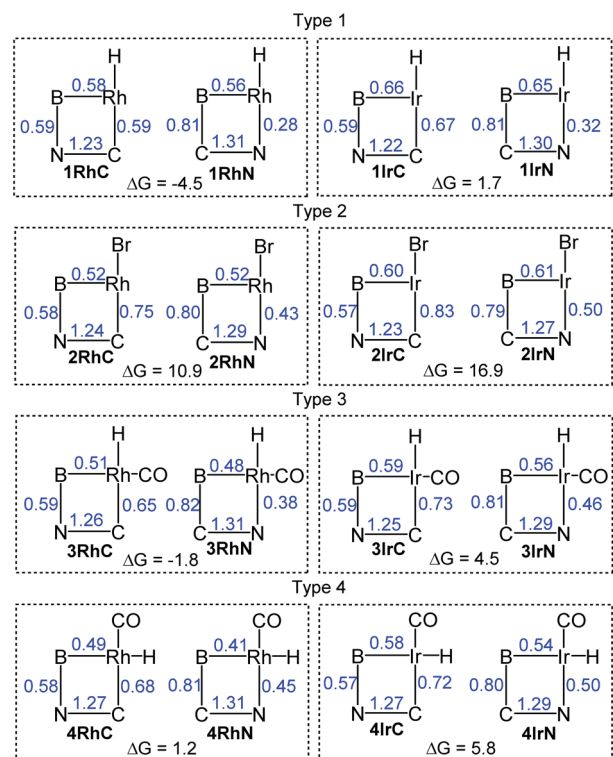 Type 1
H H H H
0.58 0.56 0.66 0.65
B Rh B Rh B Ir B Ir
0.59 0.59 0.81 0.28 0.59 0.67 0.81 0.32
1.23 1.31 1.22 1.30
N C C N N C C N
1RhC 1RhN 1IrC 1IrN
ΔG = -4.5 ΔG = 1.7
Type 2
Br Br Br Br
0.52 0.52 0.60 0.61
B Rh B Rh B Ir B Ir
0.58 0.75 0.80 0.43 0.57 0.83 0.79 0.50
1.24 1.29 1.23 1.27
N C C N N C C N
2RhC 2RhN 2IrC 2IrN
ΔG = 10.9 ΔG = 16.9
Type 3
H H H H
0.51 0.48 0.59 0.56
B Rh-CO B Rh-CO B Ir-CO B Ir-CO
0.59 0.65 0.82 0.38 0.59 0.73 0.81 0.46
1.26 1.31 1.25 1.29
N C C N N C C N
3RhC 3RhN 3IrC 3IrN
ΔG = -1.8 ΔG = 4.5
Type 4
CO CO CO CO
0.49 0.41 0.58 0.54
B Rh-H B Rh-H B Ir-H B Ir-H
0.58 0.68 0.81 0.45 0.57 0.72 0.80 0.50
1.27 1.31 1.27 1.29
N C C N N C C N
4RhC 4RhN 4IrC 4IrN
ΔG = 1.2 ΔG = 5.8